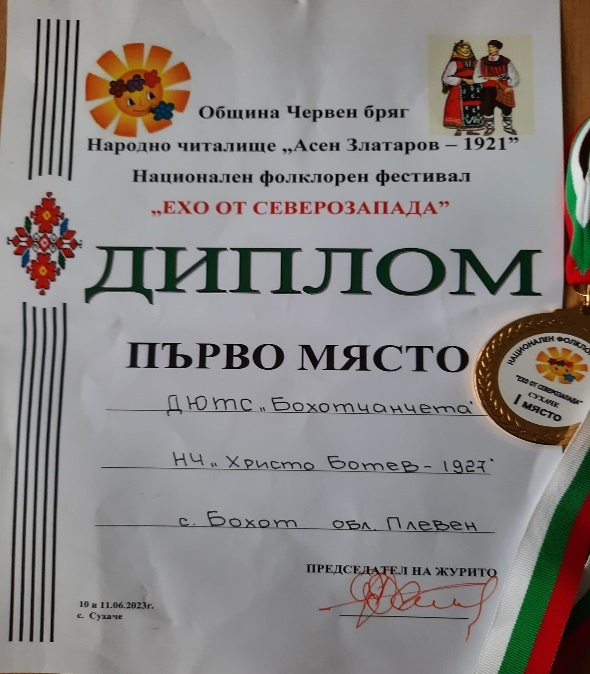 Община Червен бряг
Народно читалище „Асен Златаров – 1921”
Национален фолклорен фестивал
„ЕХО ОТ СЕВЕРОЗАПАДА”
ДИПЛОМ
ПЪРВО МЯСТО
ДЮТС „Бохотчанчета“
НЧ „Христо Ботев - 1927“
с. Бохот обл. Плевен
ПРЕДСЕДАТЕЛ НА ЖУРИТО
10 и 11.06.2023г.
с. Сухаче
НАЦИОНАЛЕН ФОЛКЛО
"ЕХО ОТ СЕВЕРОЗАПАДА"
СУХАЧЕ
I МЯСТО